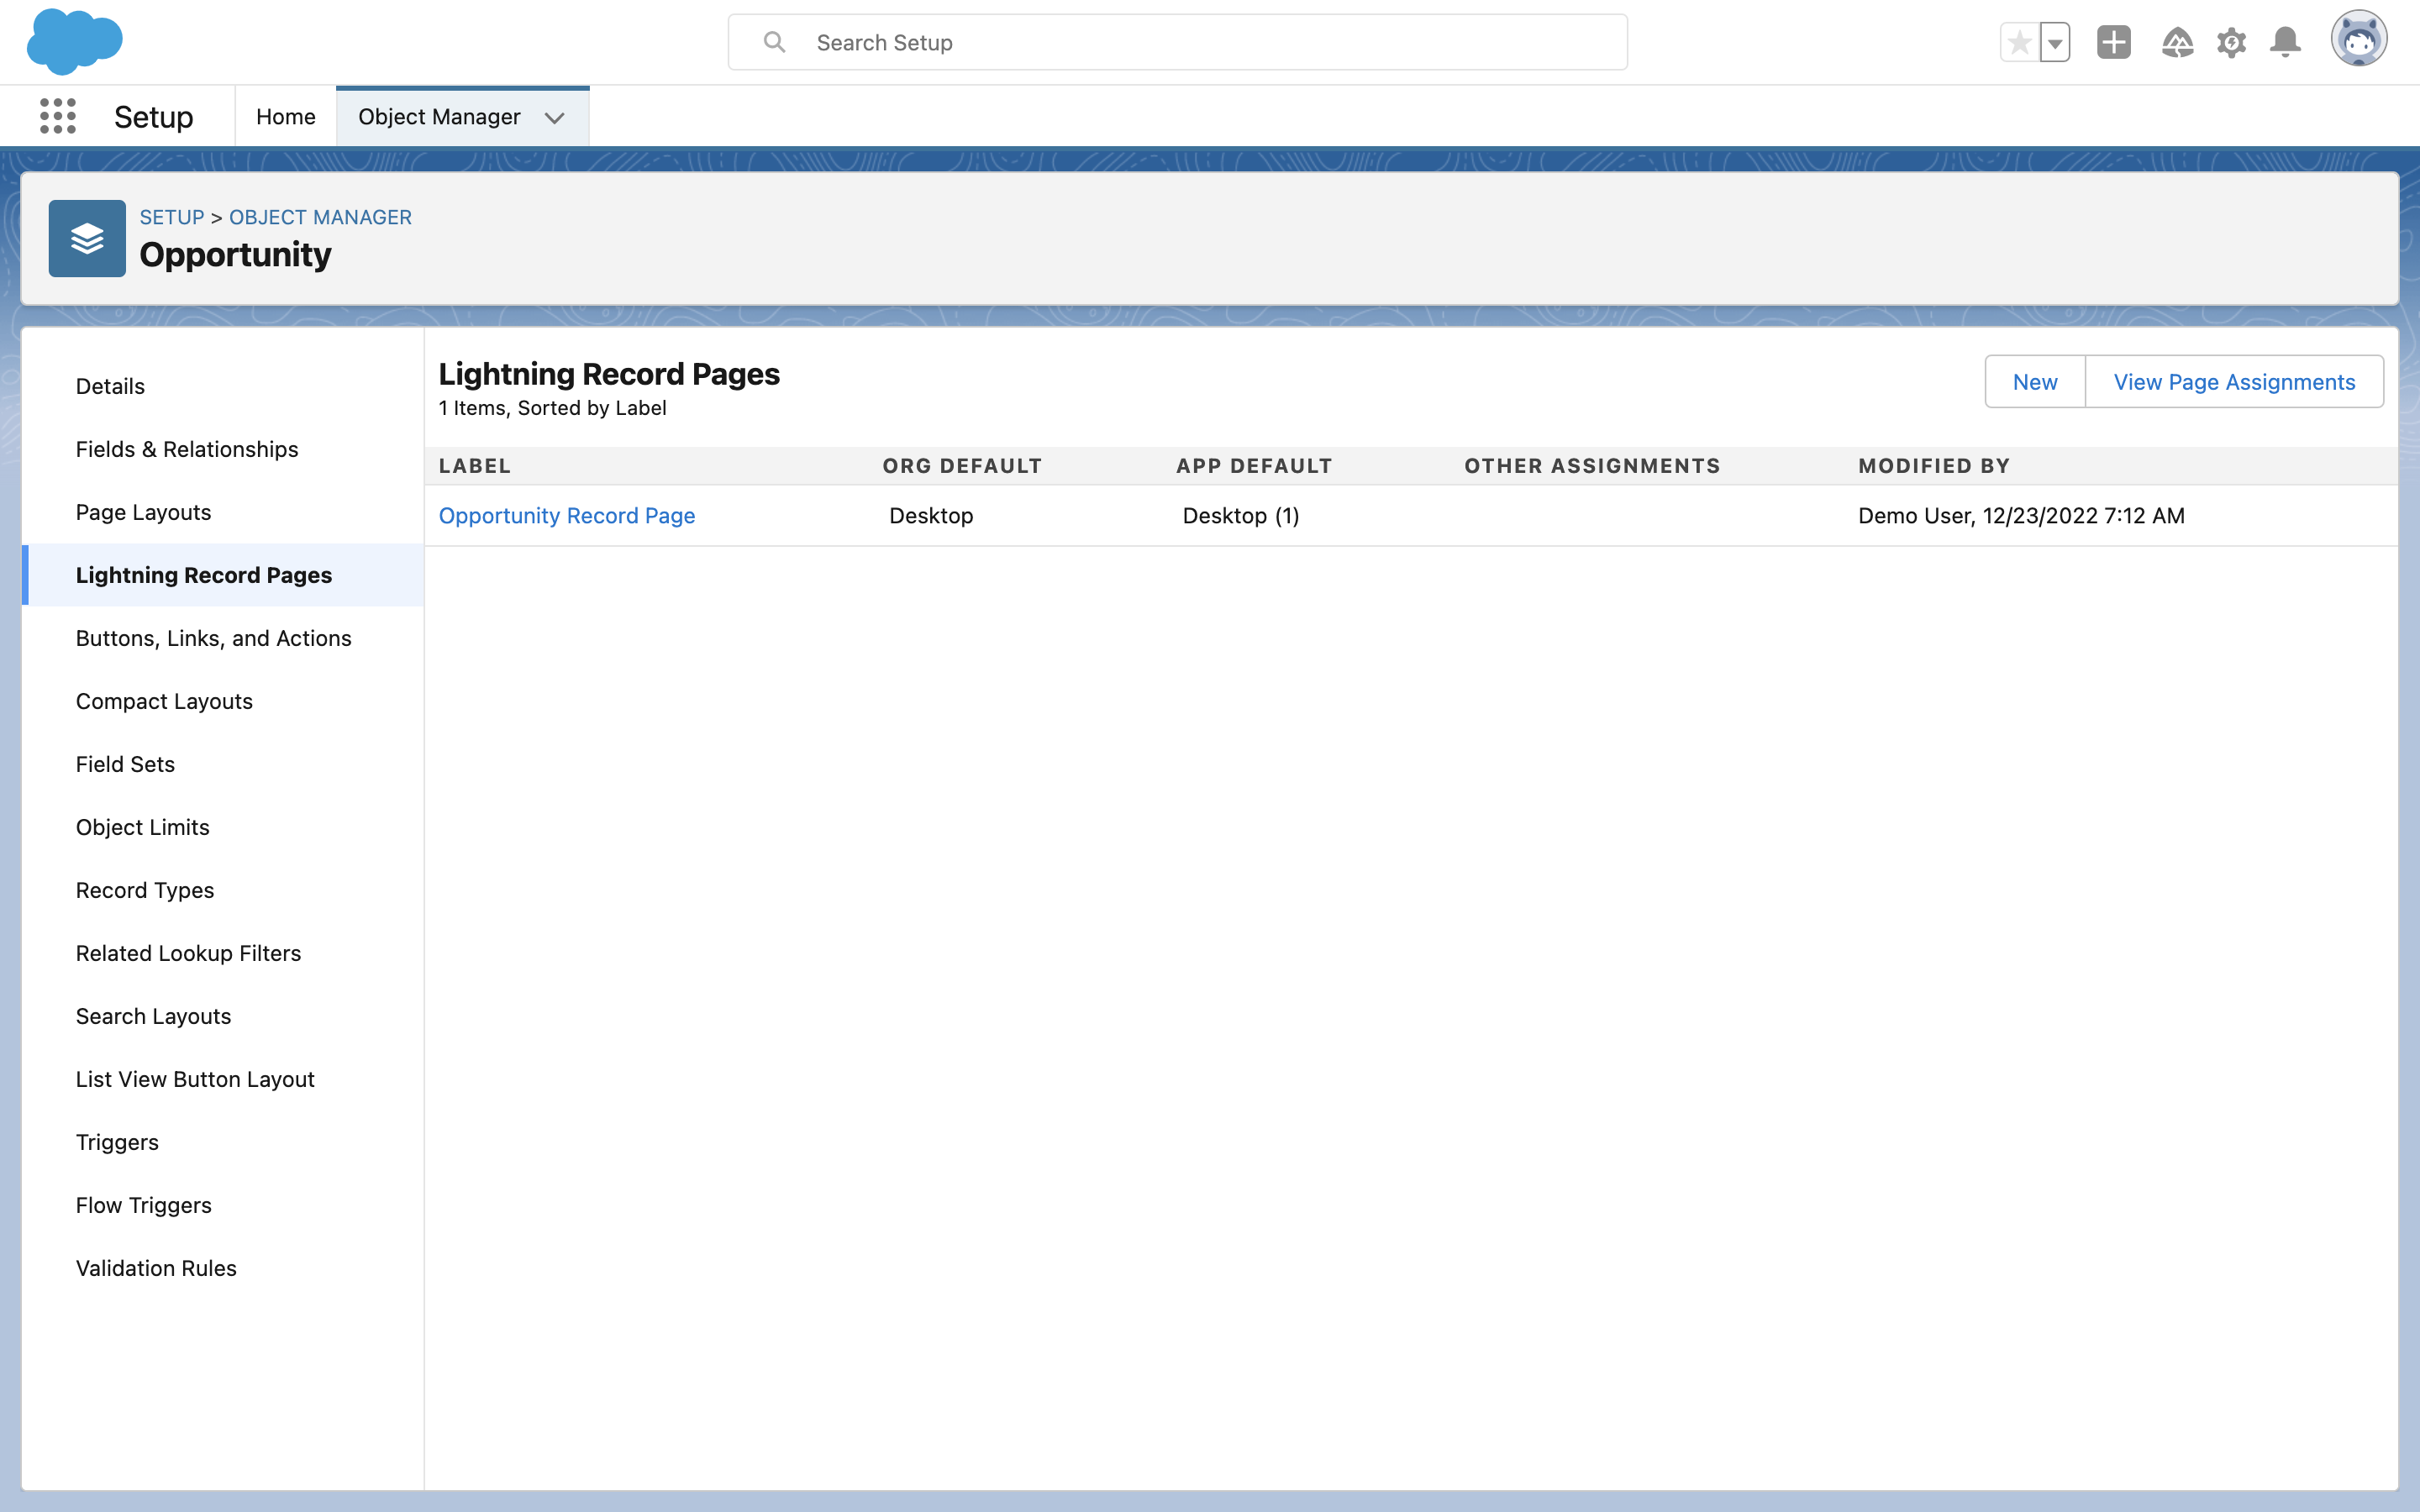 Search Setup
Setup
Home
Object Manager
SETUP > OBJECT MANAGER
Opportunity
Details
Fields & Relationships
Page Layouts
Lightning Record Pages
Buttons, Links, and Actions
Compact Layouts
Field Sets
Object Limits
Record Types
Related Lookup Filters
Search Layouts
List View Button Layout
Triggers
Flow Triggers
Validation Rules
Lightning Record Pages
1 Items, Sorted by Label
New
View Page Assignments
LABEL ORG DEFAULT APP DEFAULT OTHER ASSIGNMENTS MODIFIED BY
Opportunity Record Page Desktop Desktop (1) Demo User, 12/23/2022 7:12 AM